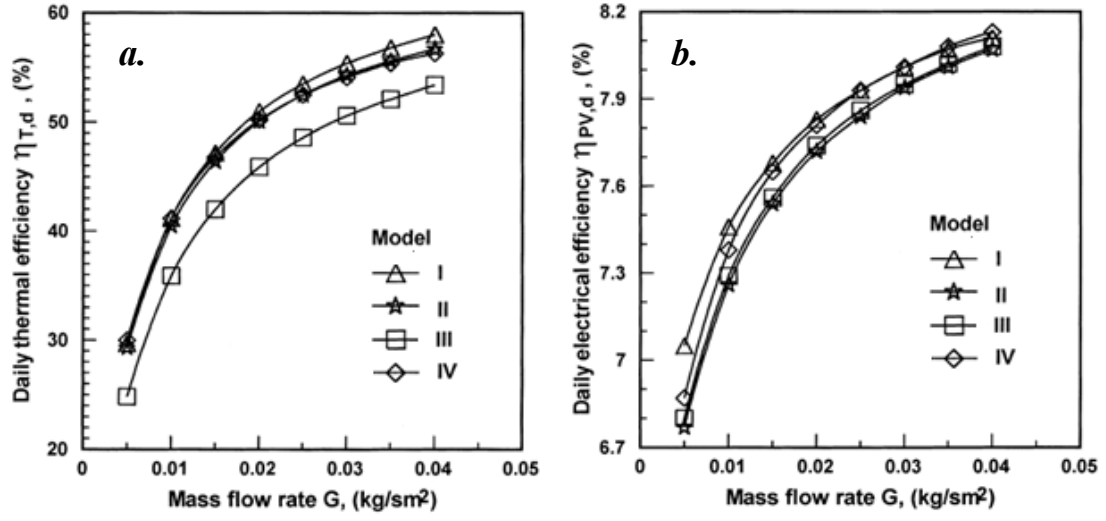 a.
Daily thermal efficiency ηT,d , (%)
60
50
40
30
20
Model
I
II
III
IV
0
0.01
0.02
0.03
0.04
0.05
Mass flow rate G, (kg/sm²)
b.
Daily electrical efficiency ηPV,d , (%)
8.2
7.9
7.6
7.3
7
6.7
Model
I
II
III
IV
0
0.01
0.02
0.03
0.04
0.05
Mass flow rate G, (kg/sm²)